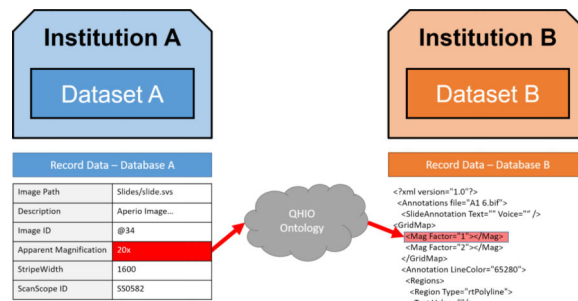 Institution A
Dataset A
Institution B
Dataset B
Record Data – Database A
Image Path Slides/slide.svs
Description Aperio Image...
Image ID @34
Apparent Magnification 20x
StripeWidth 1600
ScanScope ID SS0582
QHIO
Ontology
Record Data – Database B
<?xml version="1.0"?>
<Annotations file="A1 6.bif">
<SlideAnnotation Text="" Voice="" />
<GridMap>
<Mag Factor="1"></Mag>
<Mag Factor="2"></Mag>
</GridMap>
<Annotation LineColor="65280">
<Regions>
<Region Type="rtPolyline">